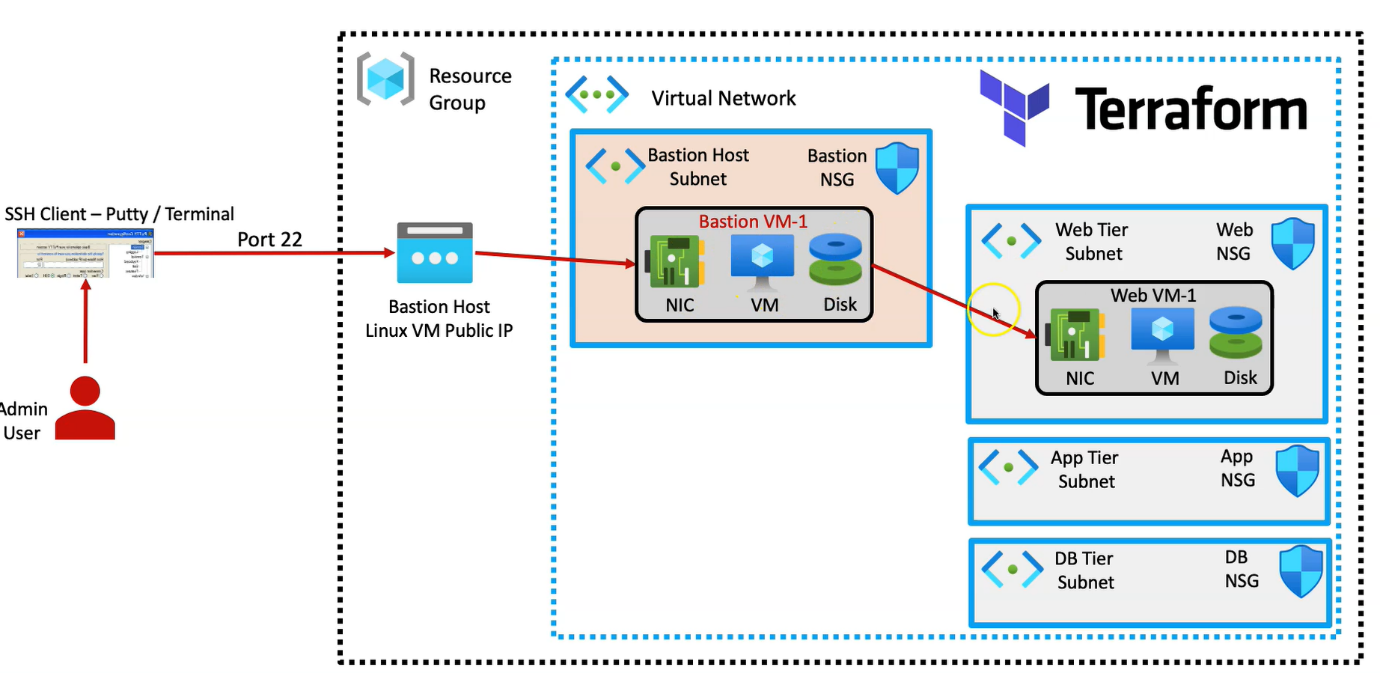 Resource
Group
Virtual Network
Terraform
Bastion Host
Subnet
Bastion
NSG
SSH Client – Putty / Terminal
Port 22
Bastion VM-1
NIC
VM
Disk
Bastion Host
Linux VM Public IP
Web Tier
Subnet
Web
NSG
Web VM-1
NIC
VM
Disk
Admin
User
App Tier
Subnet
App
NSG
DB Tier
Subnet
DB
NSG